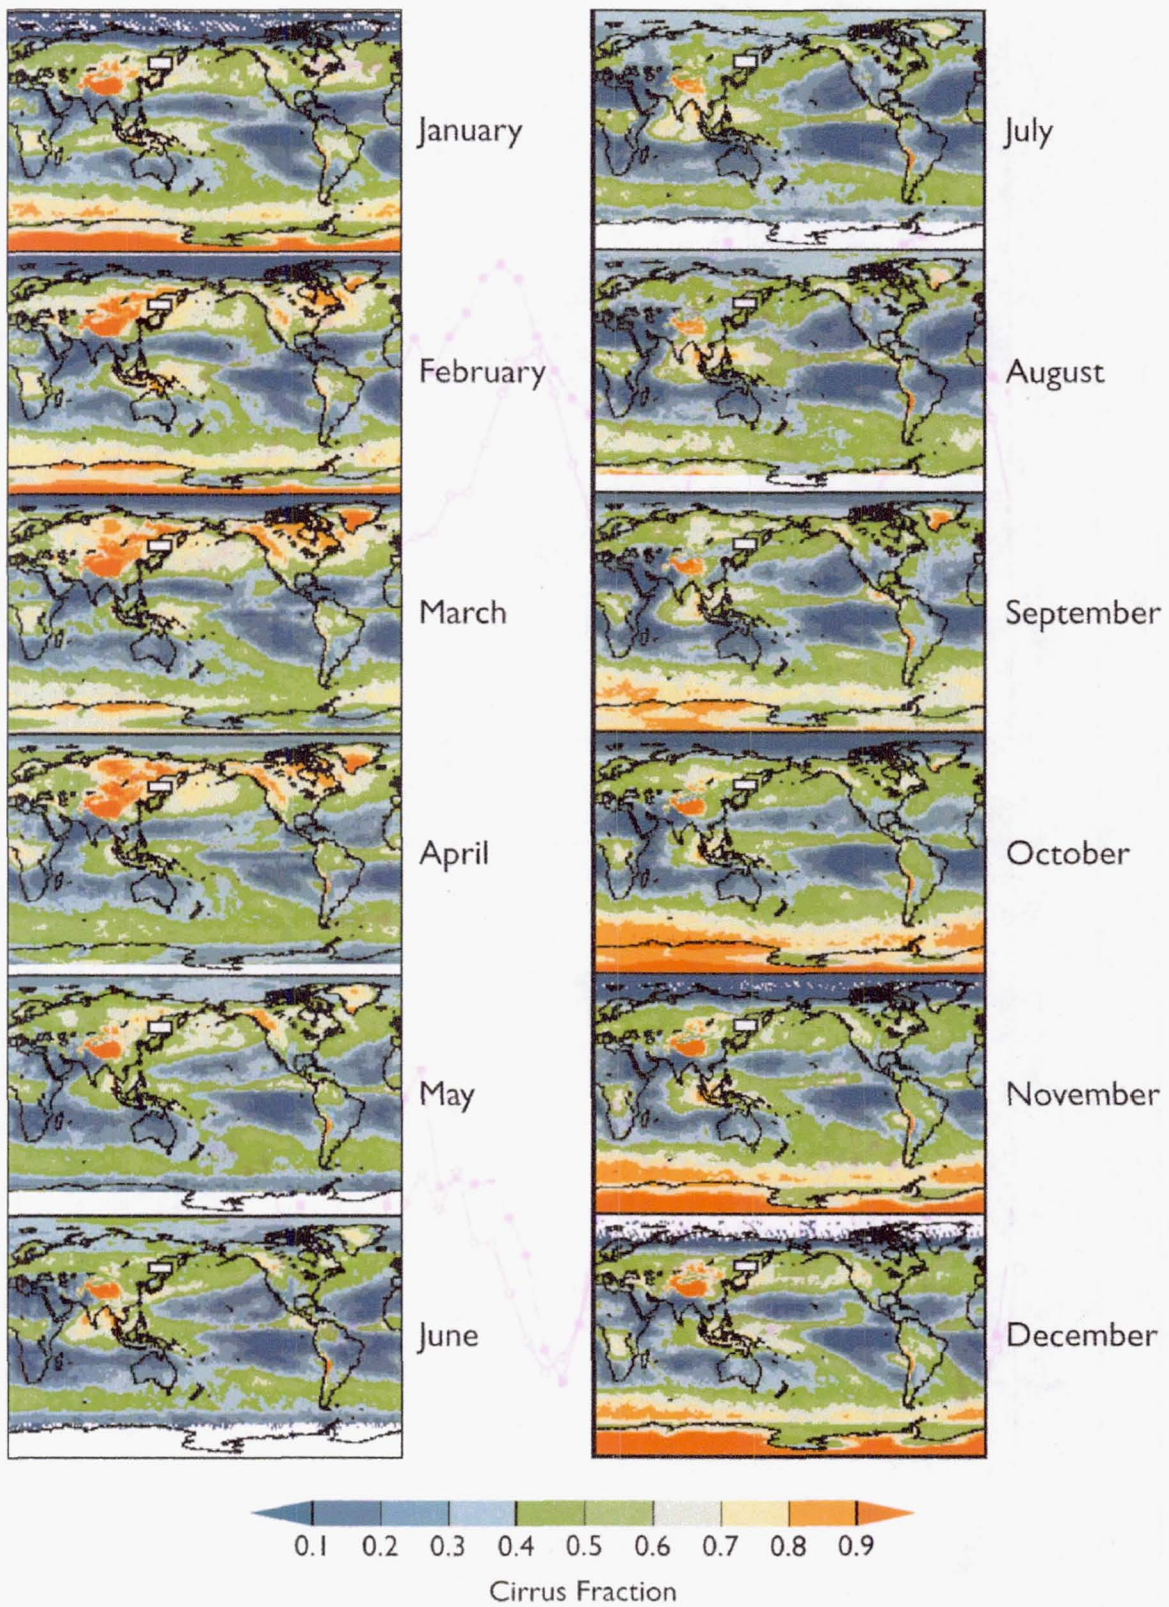 January
July
February
August
March
September
April
October
May
November
June
December
0.1 0.2 0.3 0.4 0.5 0.6 0.7 0.8 0.9
Cirrus Fraction